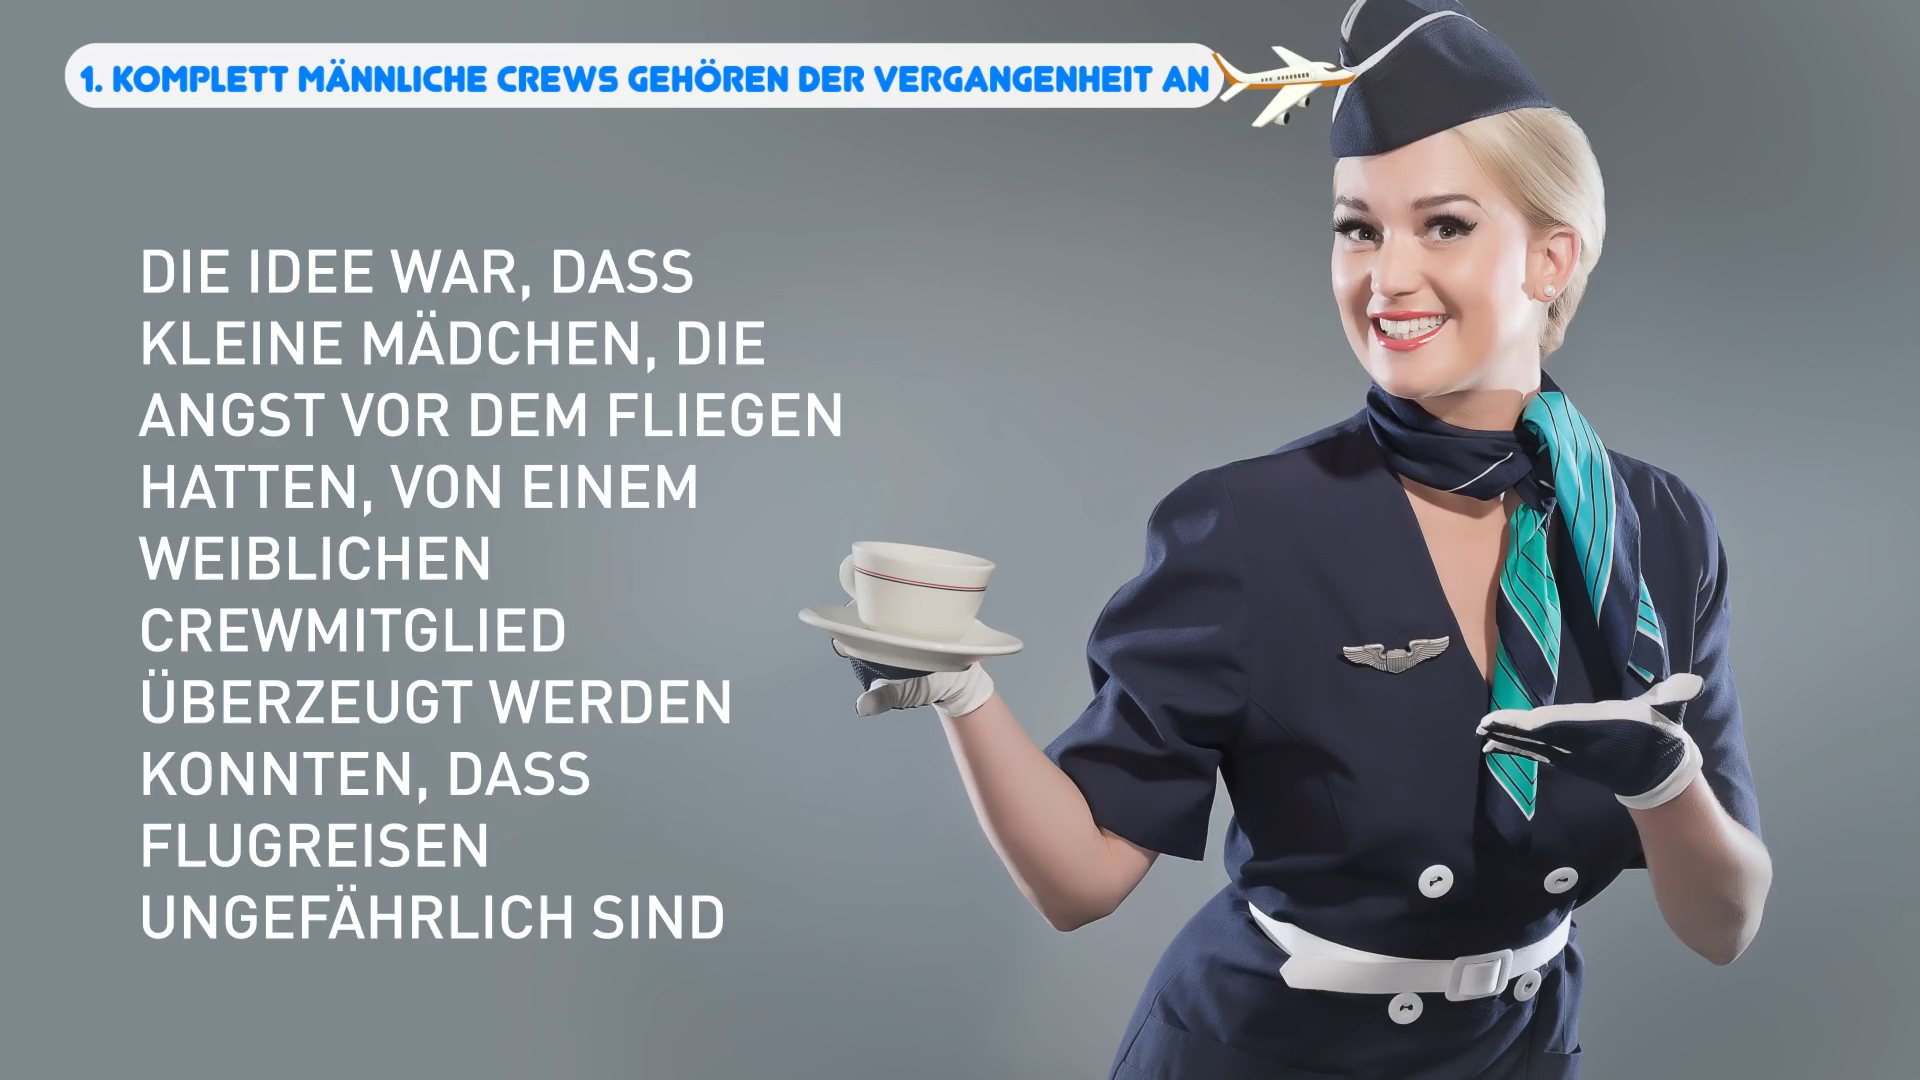 1. KOMPLETT MÄNNLICHE CREWS GEHÖREN DER VERGANGENHEIT AN
DIE IDEE WAR, DASS
KLEINE MÄDCHEN, DIE
ANGST VOR DEM FLIEGEN
HATTEN, VON EINEM
WEIBLICHEN
CREWMITGLIED
ÜBERZEUGT WERDEN
KONNTEN, DASS
FLUGREISEN
UNGEFÄHRLICH SIND